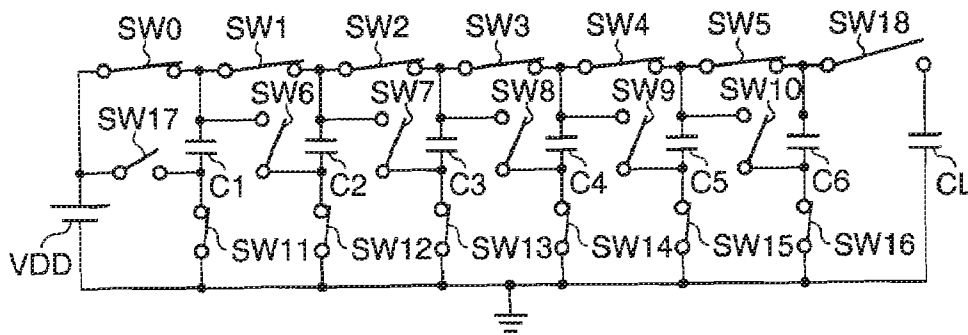 SW0 SW1 SW2 SW3 SW4 SW5 SW18
SW6 SW7 SW8 SW9 SW10
SW17
C1 C2 C3 C4 C5 C6 CL
VDD SW11 SW12 SW13 SW14 SW15 SW16